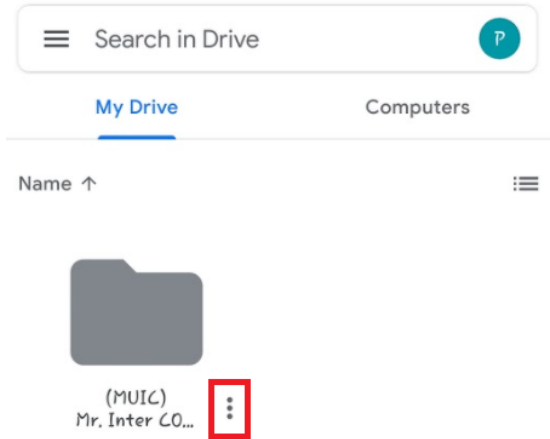 Search in Drive
P
My Drive
Computers
Name ↑
(MUIC)
Mr. Inter CO...